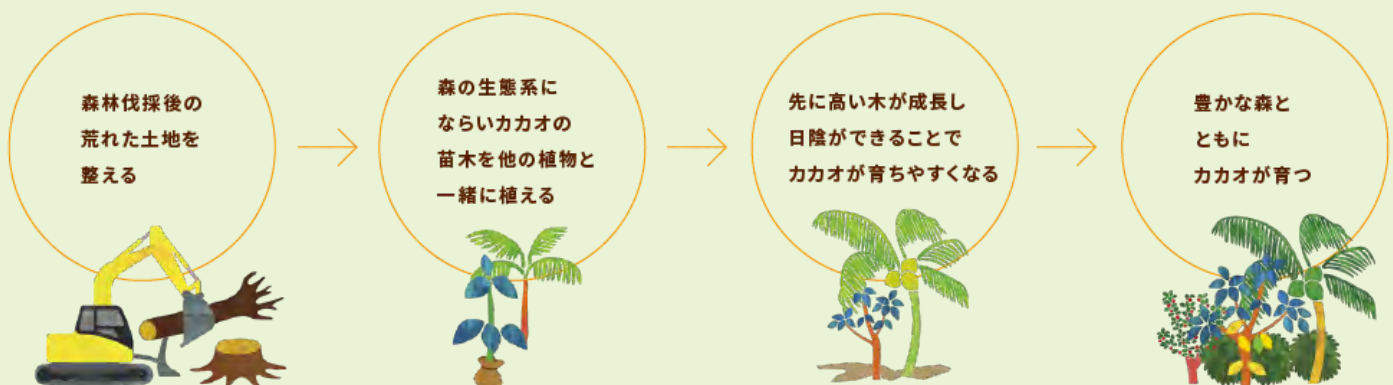 森林伐採後の
荒れた土地を
整える
森の生態系に
ならいカカオの
苗木を他の植物と
一緒に植える
先に高い木が成長し
日陰ができることで
カカオが育ちやすくなる
豊かな森と
ともに
カカオが育つ